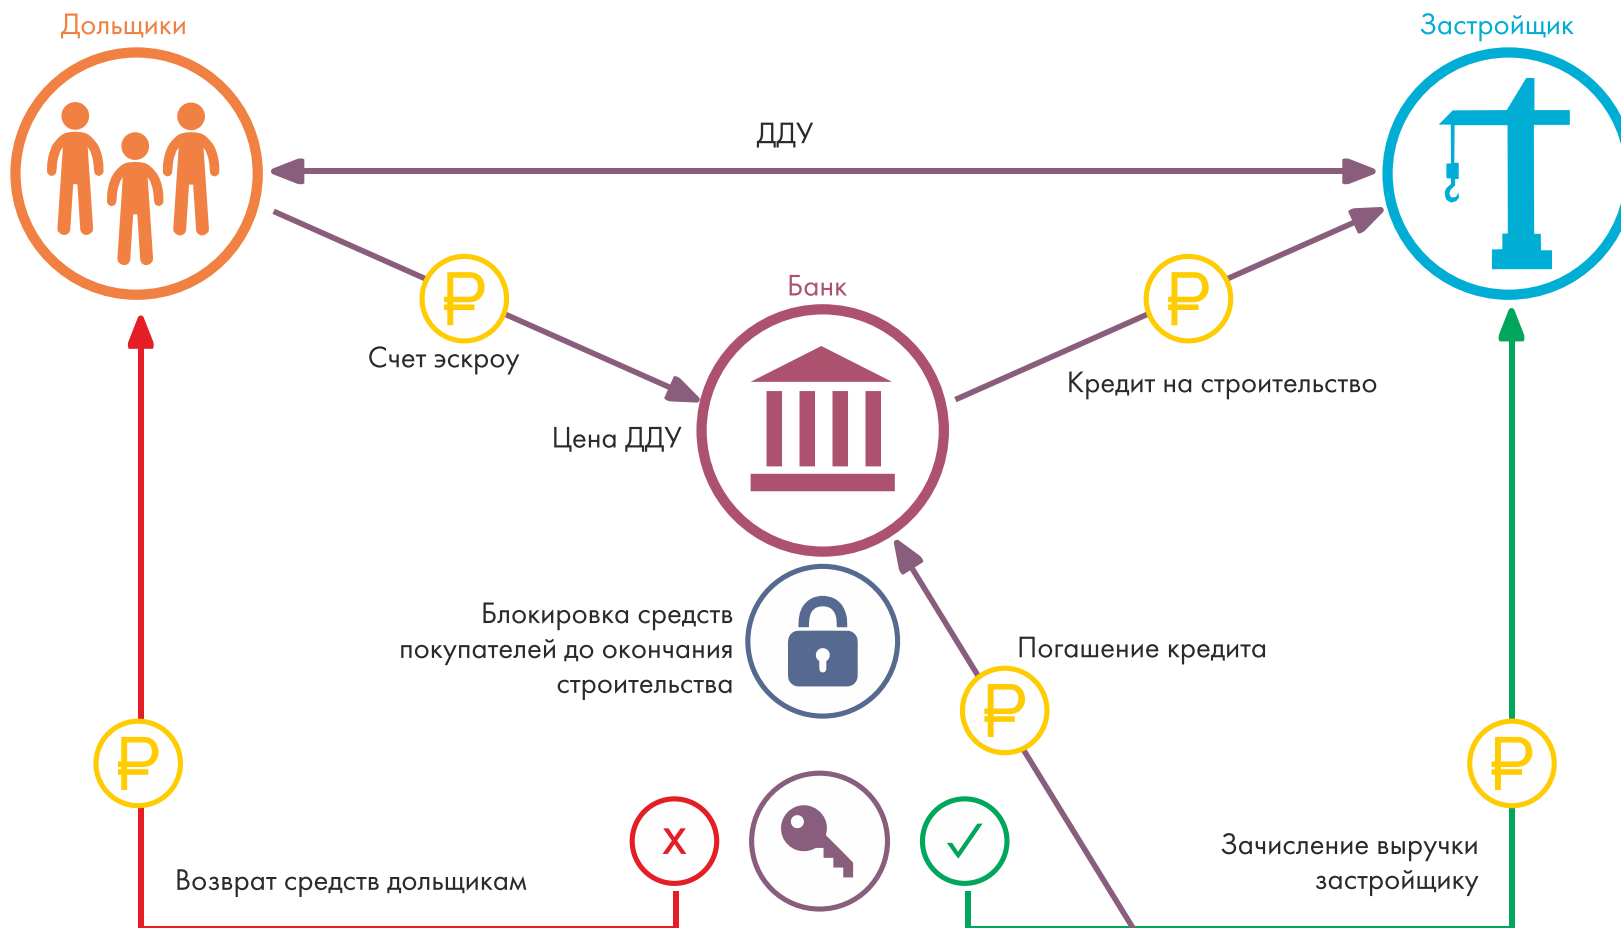 Дольщики
Застройщик
ДДУ
Банк
Счет эскроу
Кредит на строительство
Цена ДДУ
Блокировка средств
покупателей до окончания
строительства
Погашение кредита
x
Зачисление выручки
застройщику
Возврат средств дольщикам